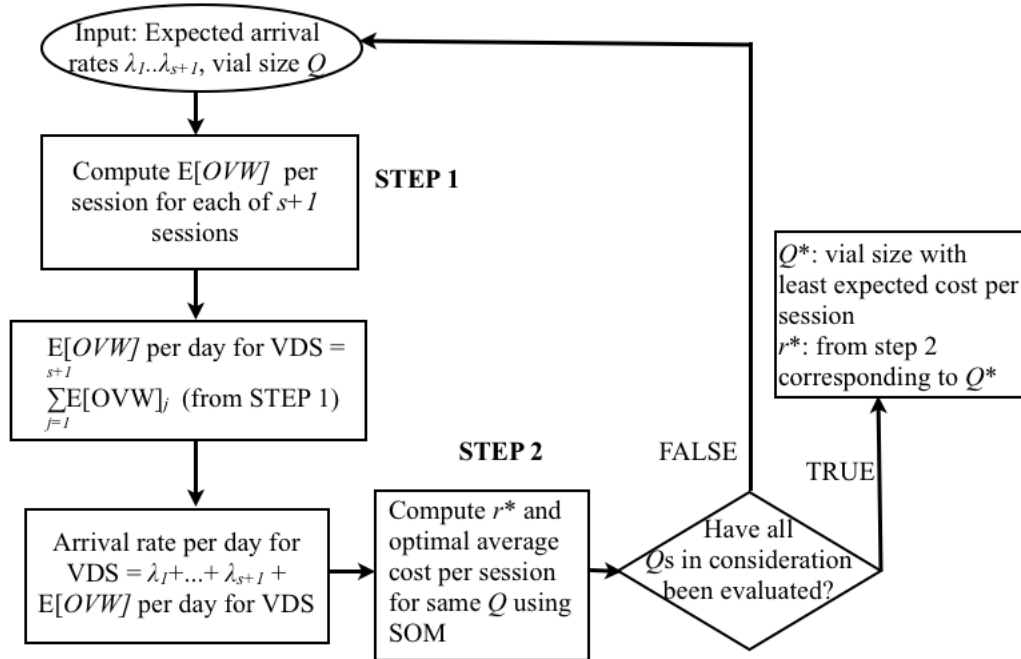 Input: Expected arrival
rates λ1..λs+1, vial size Q
Compute E[OVW] per
session for each of s+1
sessions
STEP 1
E[OVW] per day for VDS =
s+1
∑E[OVW]j (from STEP 1)
j=1
Arrival rate per day for
VDS = λ1+...+ λs+1 +
E[OVW] per day for VDS
STEP 2
Compute r* and
optimal average
cost per session
for same Q using
SOM
Have all
Qs in consideration
been evaluated?
FALSE
TRUE
Q*: vial size with
least expected cost per
session
r*: from step 2
corresponding to Q*